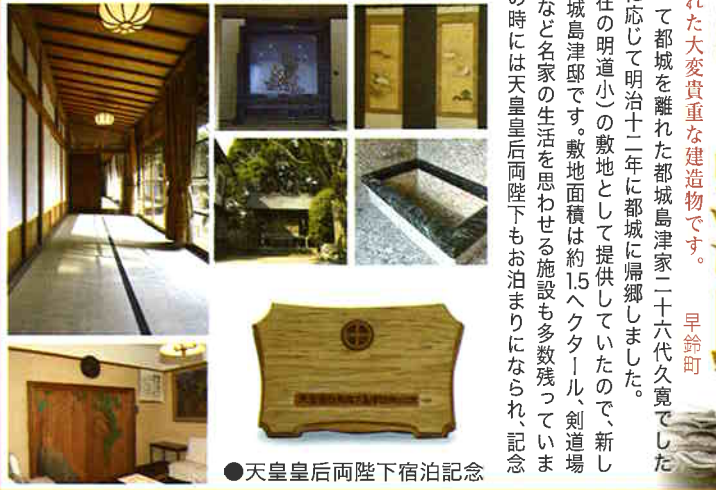 れた大変貴重な建造物です。 早鈴町
て都城を離れた都城島津家二十六代久寛でした
に応じて明治十二年に都城に帰郷しました。
在の明道小)の敷地として提供していたので、新し
城島津邸です。敷地面積は約1.5ヘクタール、剣道場
など名家の生活を思わせる施設も多数残っていま
の時には天皇皇后両陛下もお泊まりになられ、記念
●天皇皇后両陛下宿泊記念